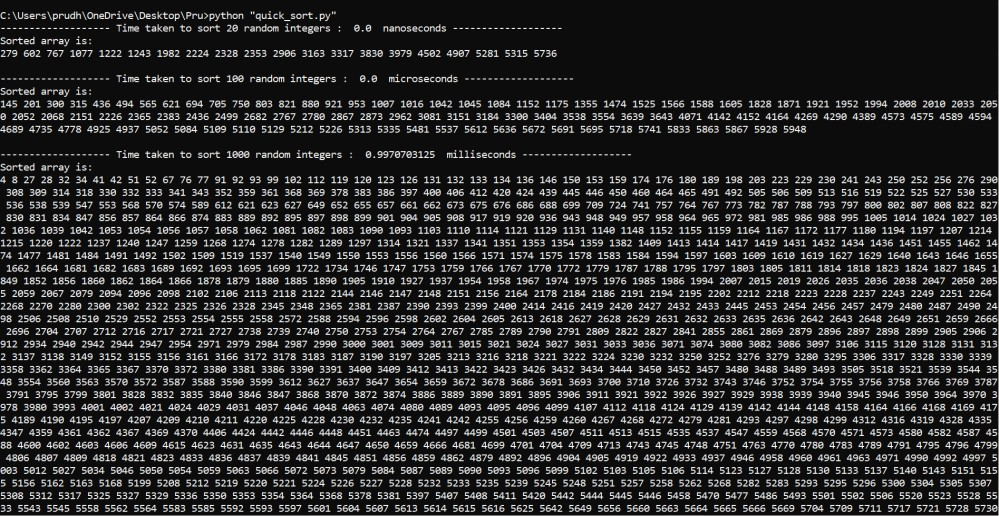 C:\Users\prudh\OneDrive\Desktop\Pru>python "quick_sort.py"
------------------- Time taken to sort 20 random integers :  0.0  nanoseconds -------------------
Sorted array is:
279 602 767 1077 1222 1243 1982 2224 2328 2353 2906 3163 3317 3830 3979 4502 4907 5281 5315 5736
------------------- Time taken to sort 100 random integers :  0.0  microseconds -------------------
Sorted array is:
145 201 300 315 436 494 565 621 694 705 750 803 821 880 921 953 1007 1016 1042 1045 1084 1152 1175 1355 1474 1525 1566 1588 1605 1828 1871 1921 1952 1994 2008 2010 2033 205
0 2052 2068 2151 2226 2365 2383 2436 2499 2682 2767 2780 2867 2873 2962 3081 3151 3184 3300 3404 3538 3554 3639 3643 4071 4142 4152 4164 4269 4290 4389 4573 4575 4589 4594
4689 4735 4778 4925 4937 5052 5084 5109 5110 5129 5212 5226 5313 5335 5481 5537 5612 5636 5672 5691 5695 5718 5741 5833 5863 5867 5928 5948
------------------- Time taken to sort 1000 random integers :  0.9970703125  milliseconds -------------------
Sorted array is:
4 8 27 28 32 34 41 42 51 52 67 76 77 91 92 93 99 102 112 119 120 123 126 131 132 133 134 136 146 150 153 159 174 176 180 189 198 203 223 229 230 241 243 250 252 256 276 290
308 309 314 318 330 332 333 341 343 352 359 361 368 369 378 383 386 397 400 406 412 420 424 439 445 446 450 460 464 465 491 492 505 506 509 513 516 519 522 525 527 530 533
536 538 539 547 553 568 570 574 589 612 621 623 627 649 652 655 657 661 662 673 675 676 686 688 699 709 724 741 757 764 767 773 782 787 788 793 797 800 802 807 808 822 827
830 831 834 847 856 857 864 866 874 883 889 892 895 897 898 899 901 904 905 908 917 919 920 936 943 948 949 957 958 964 965 972 981 985 986 988 995 1005 1014 1024 1027 103
2 1036 1039 1042 1053 1054 1056 1057 1058 1062 1081 1082 1083 1090 1093 1103 1110 1114 1121 1129 1131 1140 1148 1152 1155 1159 1164 1167 1172 1177 1180 1194 1197 1207 1214
1215 1220 1222 1237 1240 1247 1259 1268 1274 1278 1282 1289 1297 1314 1321 1337 1341 1351 1353 1354 1359 1382 1409 1413 1414 1417 1419 1431 1432 1434 1436 1451 1455 1462 14
74 1477 1481 1484 1491 1492 1502 1509 1519 1537 1540 1549 1550 1553 1556 1560 1566 1571 1574 1575 1578 1583 1584 1594 1597 1603 1609 1610 1619 1627 1629 1640 1643 1646 1655
1662 1664 1681 1682 1683 1689 1692 1693 1695 1699 1722 1734 1746 1747 1753 1759 1766 1767 1770 1772 1779 1787 1788 1795 1797 1803 1805 1811 1814 1818 1823 1824 1827 1845 1
849 1852 1856 1860 1862 1864 1868 1879 1880 1885 1890 1905 1910 1927 1937 1954 1958 1967 1974 1975 1976 1985 1986 1994 2007 2015 2019 2026 2035 2036 2038 2047 2050 205
5 2059 2067 2079 2094 2096 2098 2102 2106 2113 2118 2122 2144 2146 2147 2148 2151 2156 2164 2178 2184 2186 2191 2194 2195 2202 2212 2218 2223 2228 2237 2243 2249 2251 2264
2268 2270 2280 2300 2302 2322 2325 2326 2328 2345 2348 2365 2381 2387 2390 2393 2399 2400 2414 2416 2419 2420 2427 2432 2433 2445 2453 2454 2456 2457 2479 2480 2487 2490 24
98 2506 2508 2510 2529 2552 2553 2554 2555 2558 2572 2588 2594 2596 2598 2602 2604 2605 2613 2618 2627 2628 2629 2631 2632 2633 2635 2636 2642 2643 2648 2649 2651 2659 2666
2696 2704 2707 2712 2716 2717 2721 2727 2738 2739 2740 2750 2753 2754 2764 2767 2785 2789 2790 2791 2809 2822 2827 2841 2855 2861 2869 2879 2896 2897 2898 2899 2905 2906 2
912 2934 2940 2942 2944 2947 2954 2971 2979 2984 2987 2990 3000 3001 3009 3011 3015 3021 3024 3027 3031 3033 3036 3071 3074 3080 3082 3086 3097 3106 3115 3120 3128 3131 313
2 3137 3138 3149 3152 3155 3156 3161 3166 3172 3178 3183 3187 3190 3197 3205 3213 3216 3218 3221 3222 3224 3230 3232 3250 3252 3276 3279 3280 3295 3306 3317 3328 3330 3339
3358 3362 3364 3365 3367 3370 3372 3380 3381 3386 3390 3391 3400 3409 3412 3413 3422 3423 3426 3432 3434 3444 3450 3452 3457 3480 3488 3489 3493 3505 3518 3521 3539 3544 35
48 3554 3560 3563 3570 3572 3587 3588 3590 3599 3612 3627 3637 3647 3654 3659 3672 3678 3686 3691 3693 3700 3710 3726 3732 3743 3746 3752 3754 3755 3756 3758 3766 3769 3787
3791 3795 3799 3801 3828 3832 3835 3840 3846 3847 3868 3870 3872 3874 3886 3889 3890 3891 3895 3906 3911 3921 3922 3926 3927 3929 3938 3939 3940 3945 3946 3950 3964 3970 3
978 3980 3993 4001 4002 4021 4024 4029 4031 4037 4046 4048 4063 4074 4080 4089 4093 4095 4096 4099 4107 4112 4118 4124 4129 4139 4142 4144 4148 4158 4164 4166 4168 4169 417
5 4189 4190 4195 4197 4207 4209 4210 4211 4220 4225 4228 4230 4232 4235 4241 4242 4255 4256 4259 4260 4267 4268 4272 4279 4281 4293 4297 4298 4299 4312 4316 4319 4328 4335
4347 4359 4361 4362 4367 4369 4370 4406 4424 4442 4446 4448 4451 4463 4474 4497 4499 4501 4503 4507 4511 4513 4515 4535 4537 4547 4559 4568 4570 4571 4573 4580 4582 4587 45
88 4600 4602 4603 4606 4609 4615 4623 4631 4635 4643 4644 4647 4650 4659 4666 4681 4689 4701 4704 4709 4713 4743 4745 4747 4754 4762 4763 4770 4780 4783 4789 4791 4795 4796 4799
4806 4807 4809 4818 4821 4823 4833 4836 4837 4839 4841 4845 4851 4856 4859 4862 4879 4892 4896 4904 4905 4919 4922 4933 4937 4946 4958 4960 4961 4963 4971 4990 4992 4997 5
003 5012 5027 5034 5046 5050 5054 5059 5063 5066 5072 5073 5079 5084 5087 5089 5090 5093 5096 5099 5102 5103 5105 5106 5114 5123 5127 5128 5130 5133 5137 5140 5143 5151 515
5 5156 5162 5163 5168 5199 5208 5212 5219 5220 5221 5224 5226 5227 5228 5232 5233 5235 5239 5245 5248 5251 5257 5258 5262 5268 5282 5283 5293 5295 5296 5300 5304 5305 5307
5308 5312 5317 5325 5327 5329 5336 5350 5353 5354 5364 5368 5378 5381 5397 5407 5408 5411 5420 5442 5444 5445 5446 5458 5470 5477 5486 5493 5501 5502 5506 5520 5523 5528 55
33 5543 5545 5558 5562 5564 5583 5585 5592 5593 5597 5601 5604 5607 5613 5614 5615 5616 5625 5642 5649 5656 5660 5663 5664 5665 5666 5669 5704 5709 5711 5717 5721 5728 5730